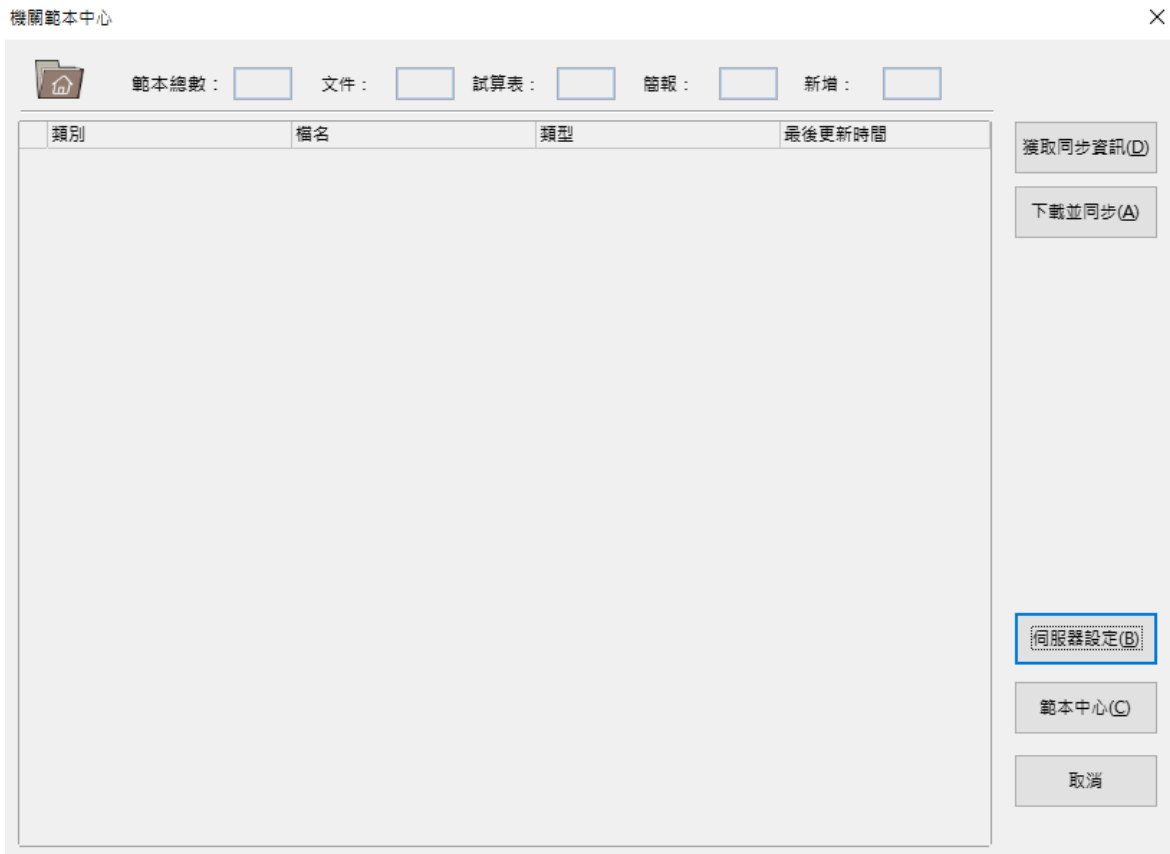 機關範本中心
範本總數： 文件： 試算表： 簡報： 新增：
類別 檔名 類型 最後更新時間
獲取同步資訊(D)
下載並同步(A)
伺服器設定(B)
範本中心(C)
取消